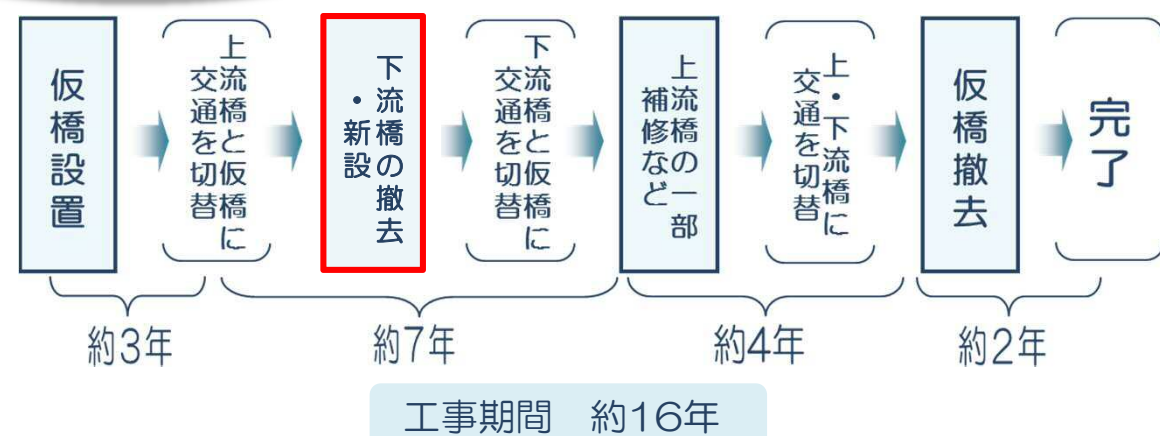 仮橋設置
上流橋と仮橋に
交通を切替
下流橋の撤去
・新設
下流橋と仮橋に
交通を切替
上流橋の一部
補修など
上・下流橋に
交通を切替
仮橋撤去
完了
約3年
約7年
約4年
約2年
工事期間　約16年